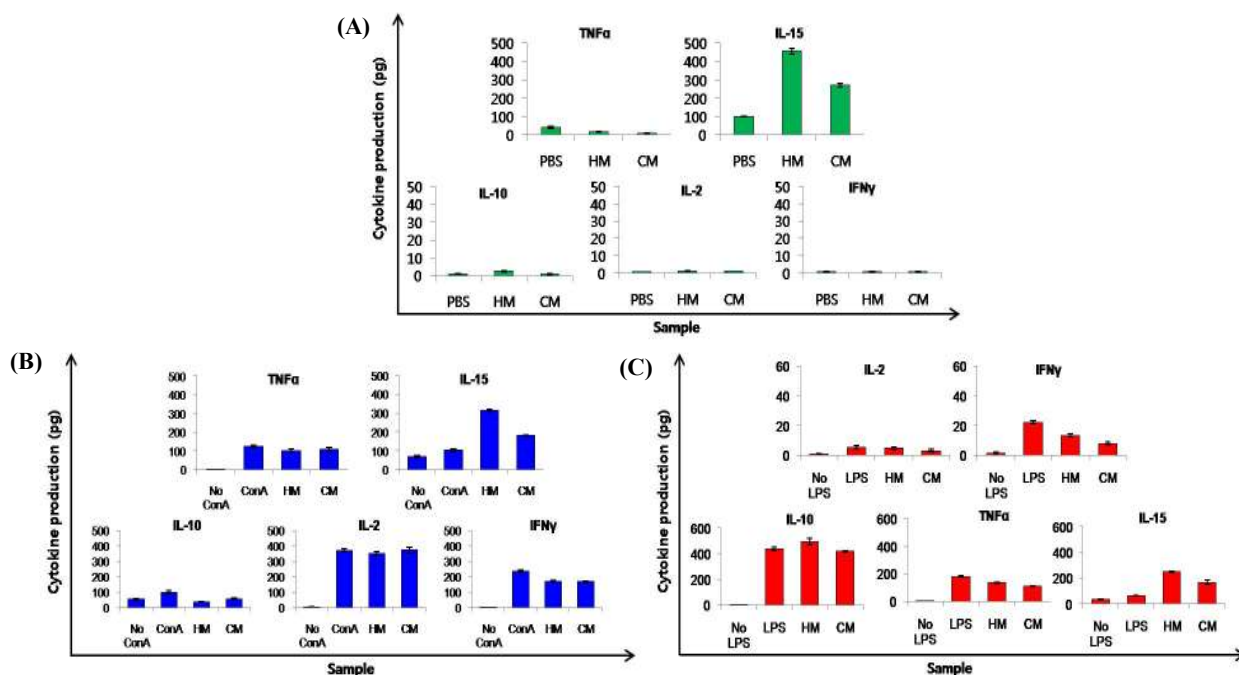 (A)
Cytokine production (pg)
TNFα
500
400
300
200
100
0
PBS HM CM
IL-15
500
400
300
200
100
0
PBS HM CM
IL-10
50
40
30
20
10
0
PBS HM CM
IL-2
50
40
30
20
10
0
PBS HM CM
IFNγ
50
40
30
20
10
0
PBS HM CM
Sample
(B)
Cytokine production (pg)
TNFα
500
400
300
200
100
0
No ConA HM CM
ConA
IL-15
500
400
300
200
100
0
No ConA HM CM
ConA
IL-10
500
400
300
200
100
0
No ConA HM CM
ConA
IL-2
500
400
300
200
100
0
No ConA HM CM
ConA
IFNγ
500
400
300
200
100
0
No ConA HM CM
ConA
Sample
(C)
Cytokine production (pg)
IL-2
60
40
20
0
No LPS HM CM
LPS
IFNγ
60
40
20
0
No LPS HM CM
LPS
IL-10
600
400
200
0
No LPS HM CM
LPS
TNFα
600
400
200
0
No LPS HM CM
LPS
IL-15
600
400
200
0
No LPS HM CM
LPS
Sample